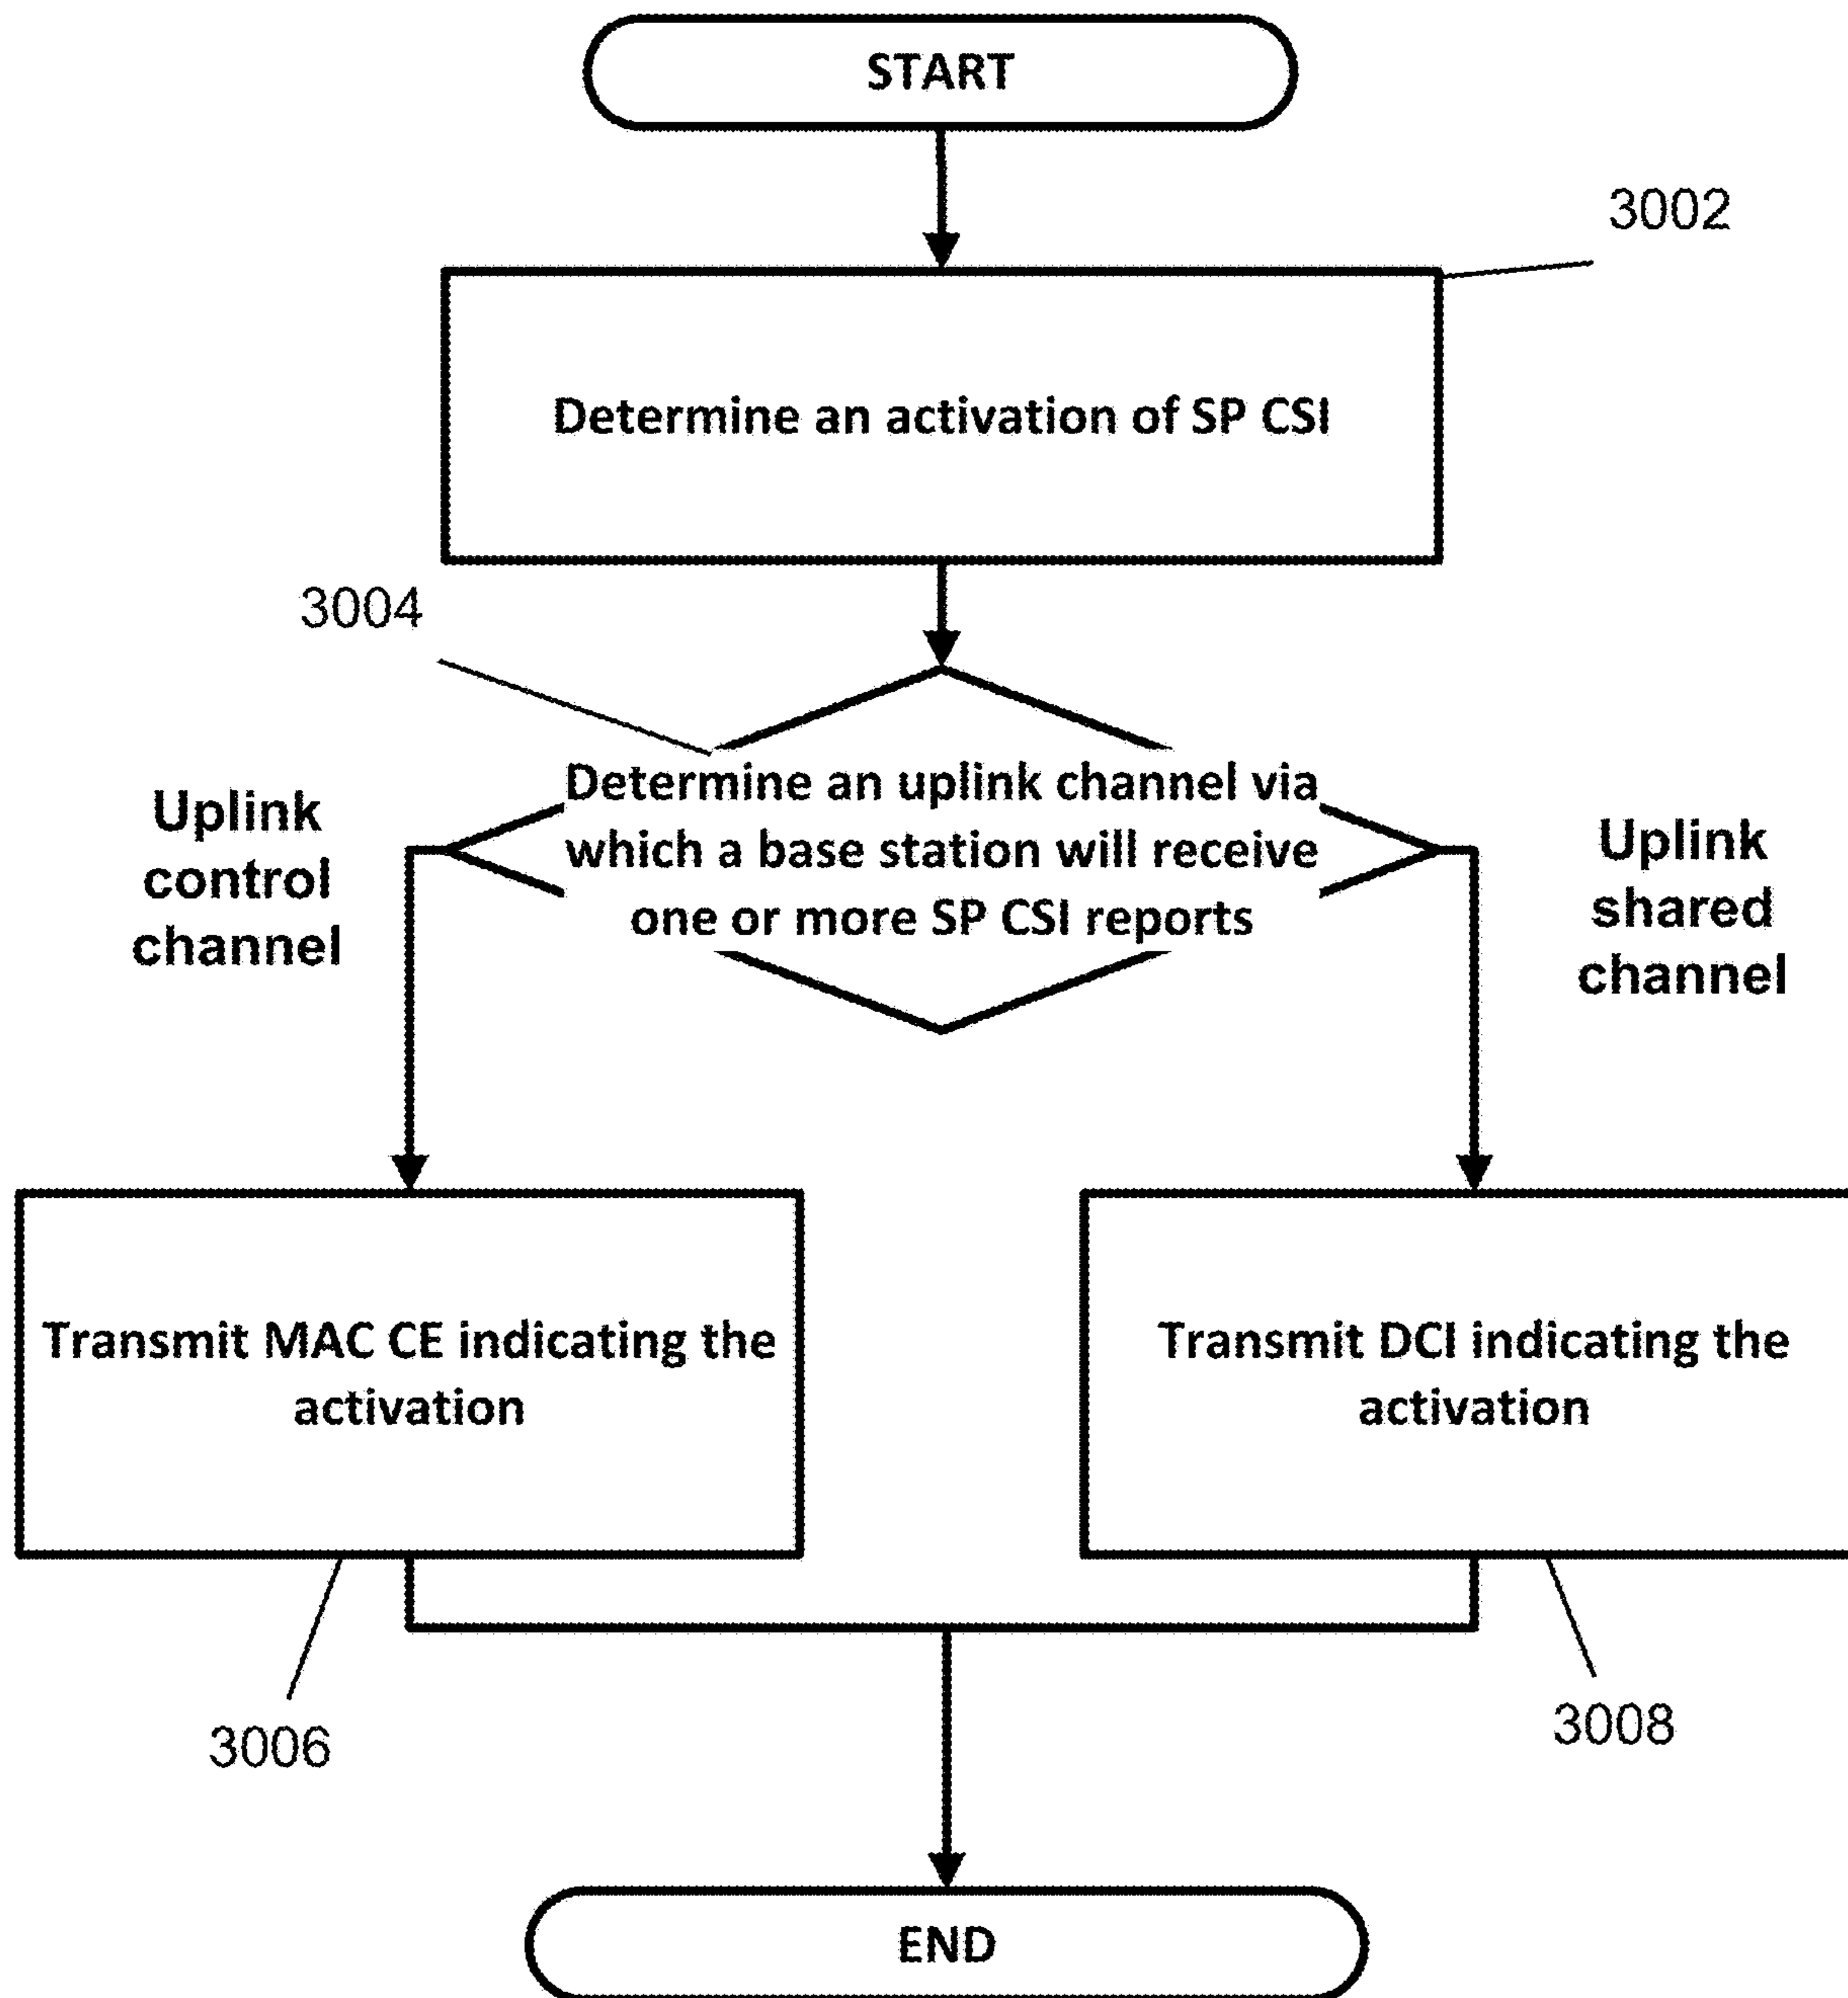 START
3002
Determine an activation of SP CSI
3004
Determine an uplink channel via
which a base station will receive
one or more SP CSI reports
Uplink
control
channel
Uplink
shared
channel
Transmit MAC CE indicating the
activation
Transmit DCI indicating the
activation
3006
3008
END